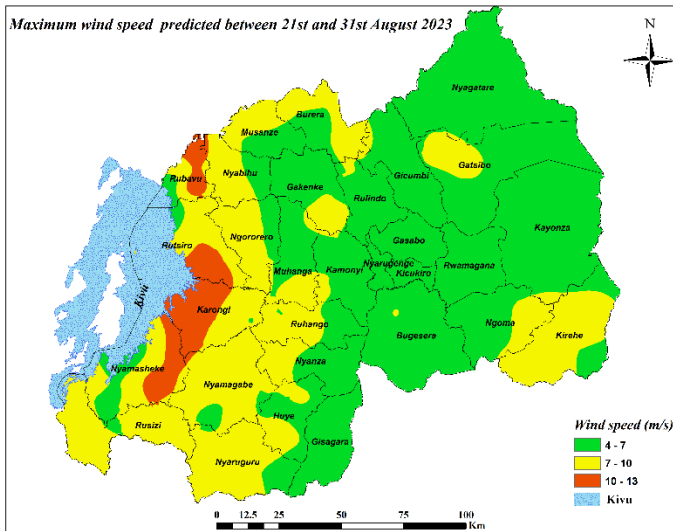 Maximum wind speed predicted between 21st and 31st August 2023
N
Nyagatare
Burera
Musanze
Gatsibo
Rubavu
Nyabihu
Gakenke
Gicumbi
Rulindo
Kayonza
Rutsiro
Ngororero
Gasabo
Muhanga
Kamonyi
Nyarugenge
Kicukiro
Rwamagana
Kivu
Karongi
Ruhango
Bugesera
Ngoma
Kirehe
Nyamasheke
Nyanza
Nyamagabe
Huye
Rusizi
Gisagara
Nyaruguru
Wind speed (m/s)
4 - 7
7 - 10
10 - 13
Kivu
0 12.5 25 50 75 100
Km